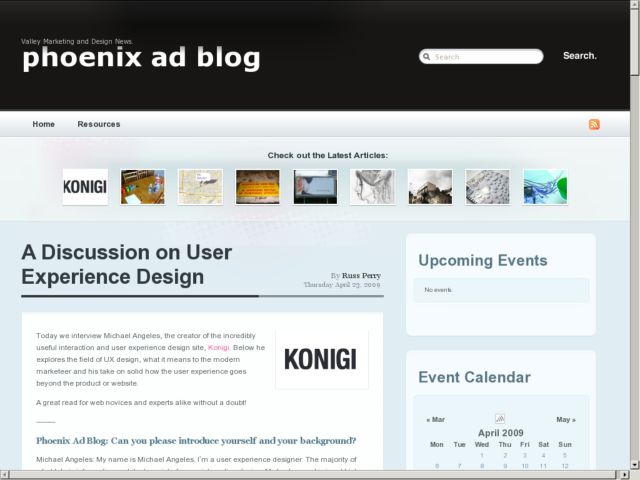 Valley Marketing and Design News.
phoenix ad blog
Search
Search.
Home
Resources
Check out the Latest Articles:
KONIGI
A Discussion on User
Experience Design
By Russ Perry
Thursday April 23, 2009
Today we interview Michael Angeles, the creator of the incredibly
useful interaction and user experience design site, Konigi. Below he
explores the field of UX design, what it means to the modern
marketeer and his take on solid how the user experience goes
beyond the product or website.
A great read for web novices and experts alike without a doubt!
KONIGI
Phoenix Ad Blog: Can you please introduce yourself and your background?
Michael Angeles: My name is Michael Angeles, I'm a user experience designer. The majority of
Upcoming Events
No events.
Event Calendar
« Mar
May »
April 2009
Mon Tue Wed Thu Fri Sat Sun
1 2 3 4 5
6 7 8 9 10 11 12